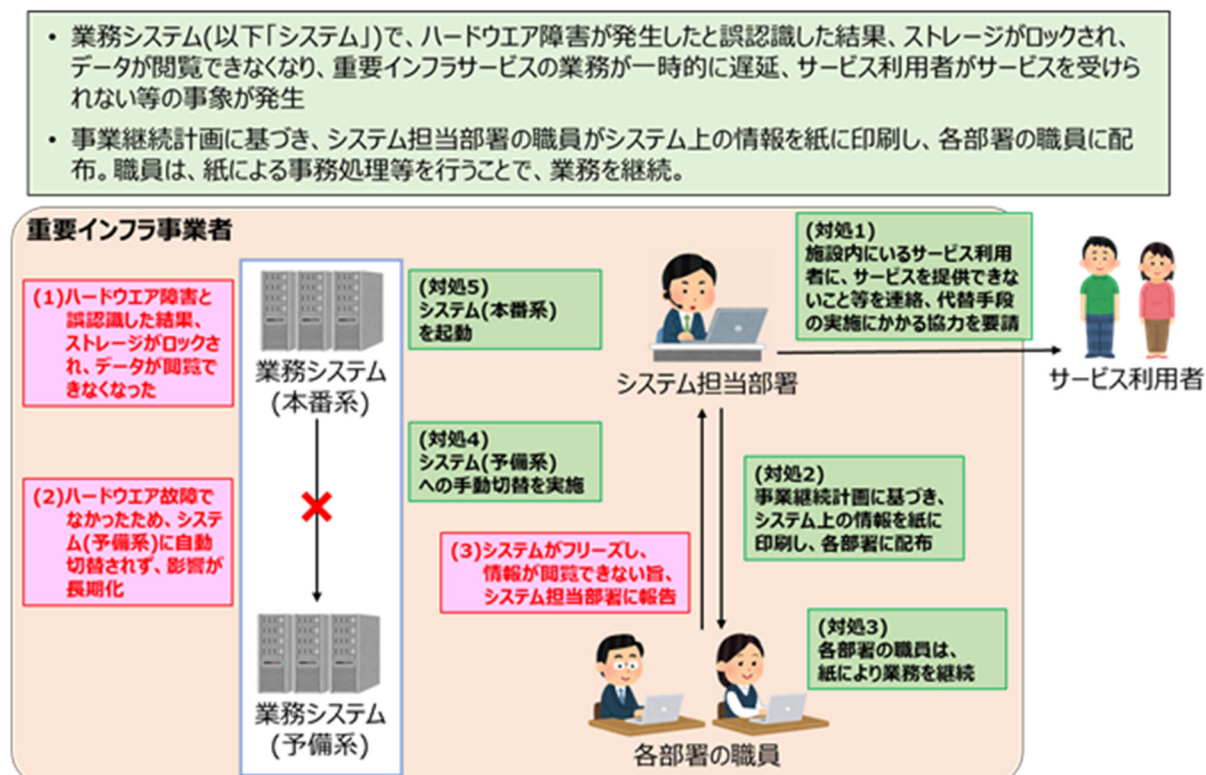 • 業務システム(以下「システム」)で、ハードウエア障害が発生したと誤認識した結果、ストレージがロックされ、
データが閲覧できなくなり、重要インフラサービスの業務が一時的に遅延、サービス利用者がサービスを受けら
れない等の事象が発生
• 事業継続計画に基づき、システム担当部署の職員がシステム上の情報を紙に印刷し、各部署の職員に配
布。職員は、紙による事務処理等を行うことで、業務を継続。
重要インフラ事業者
(1)ハードウエア障害と
誤認識した結果、
ストレージがロックさ
れ、データが閲覧で
きなくなった
業務システム
(本番系)
(対処5)
システム(本番系)
を起動
システム担当部署
(対処1)
施設内にいるサービス利用
者に、サービスを提供できな
いこと等を連絡、代替手段
の実施にかかる協力を要請
サービス利用者
(2)ハードウエア故障で
なかったため、システ
ム(予備系)に自動
切替されず、影響が
長期化
(対処4)
システム(予備系)
への手動切替を実施
(対処2)
事業継続計画に基づき、
システム上の情報を紙に
印刷し、各部署に配布
(3)システムがフリーズし、
情報が閲覧できない旨、
システム担当部署に報告
(対処3)
各部署の職員は、
紙により業務を継続
業務システム
(予備系)
各部署の職員